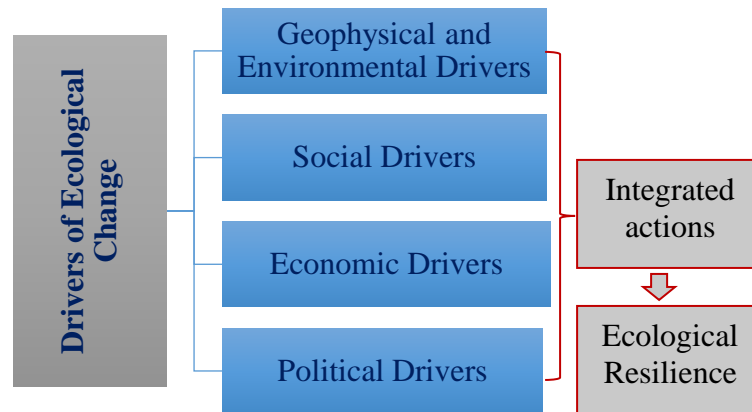 Drivers of Ecological
Change
Geophysical and
Environmental Drivers
Social Drivers
Economic Drivers
Political Drivers
Integrated
actions
Ecological
Resilience